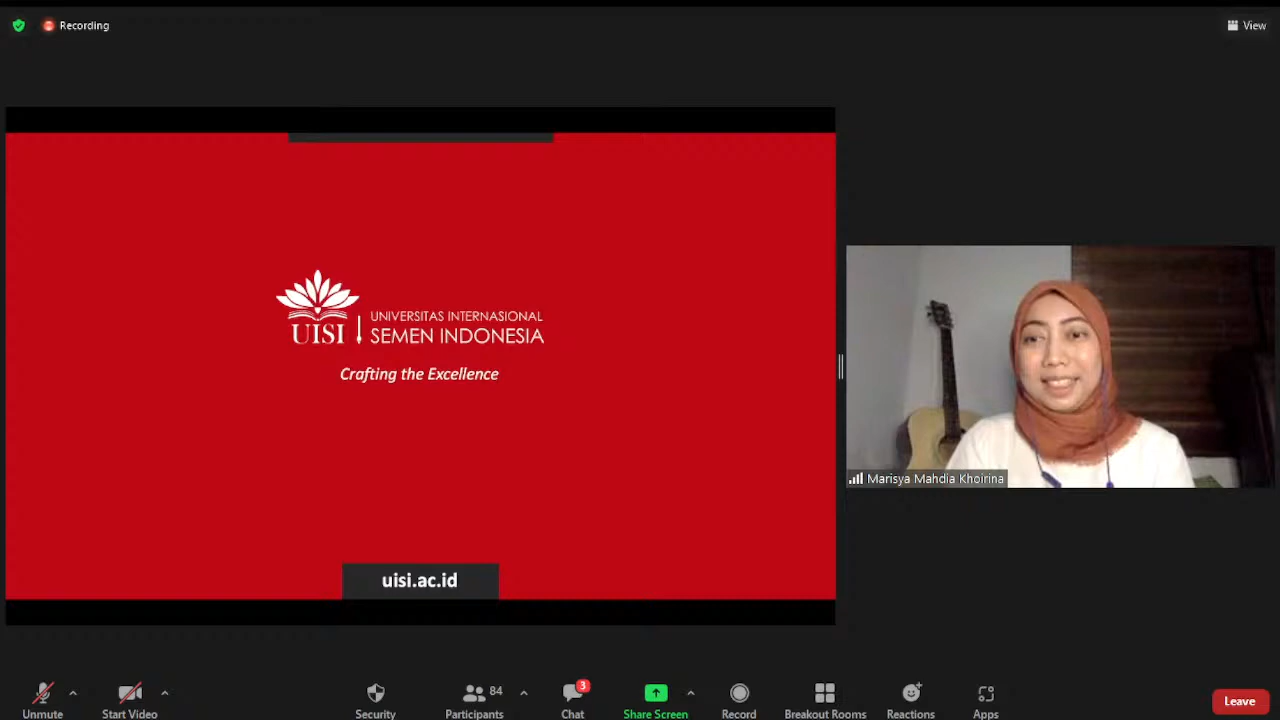 Recording
View
UISI
UNIVERSITAS INTERNASIONAL
SEMEN INDONESIA
Crafting the Excellence
Marisya Mahdia Khoirina
uisi.ac.id
Unmute
Start Video
Security
84
Participants
3
Chat
Share Screen
Record
Breakout Rooms
Reactions
Apps
Leave